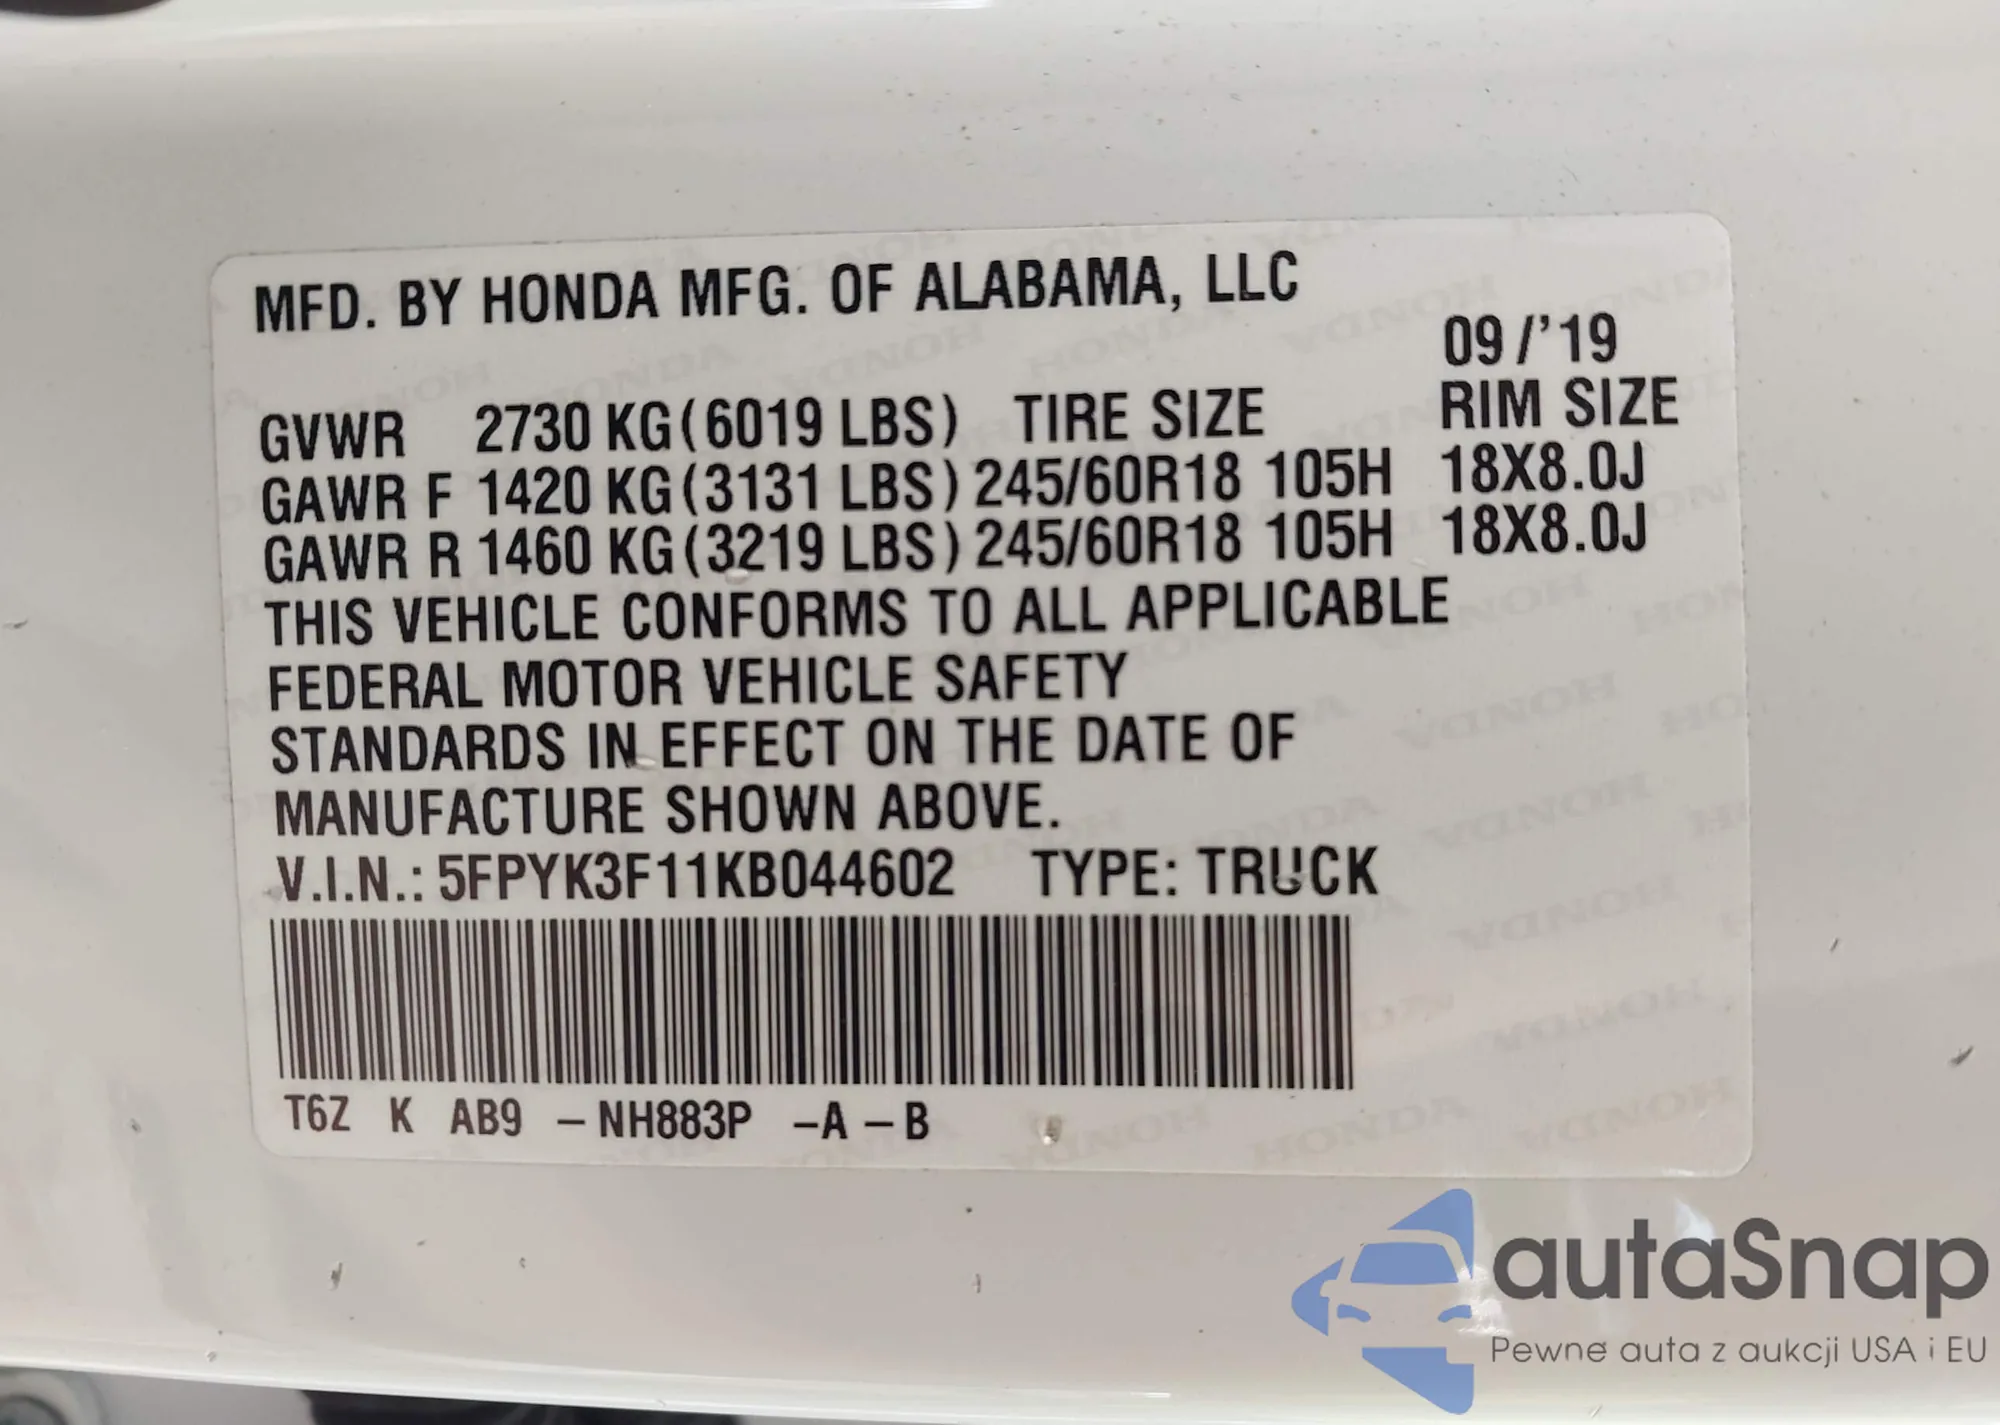 MFD. BY HONDA MFG. OF ALABAMA, LLC
09/'19
GVWR 2730 KG(6019 LBS) TIRE SIZE RIM SIZE
GAWR F 1420 KG(3131 LBS) 245/60R18 105H 18X8.0J
GAWR R 1460 KG(3219 LBS) 245/60R18 105H 18X8.0J
THIS VEHICLE CONFORMS TO ALL APPLICABLE
FEDERAL MOTOR VEHICLE SAFETY
STANDARDS IN EFFECT ON THE DATE OF
MANUFACTURE SHOWN ABOVE.
V.I.N.: 5FPYK3F11KB044602 TYPE: TRUCK
T6Z K AB9 –NH883P –A –B
autaSnap
Pewne auta z aukcji USA i EU